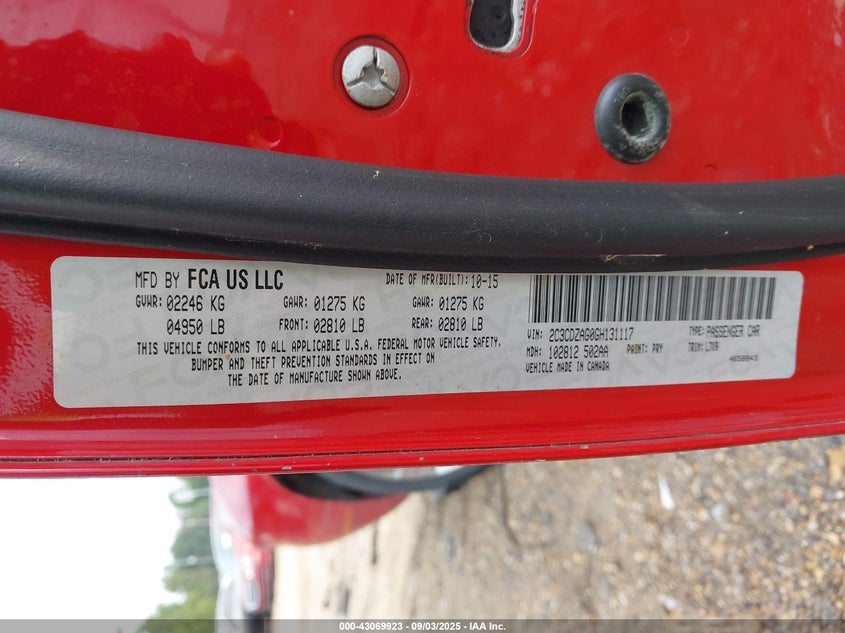 MFD BY FCA US LLC
DATE OF MFR(BUILT): 10-15
GVWR: 02246 KG
GAWR: 01275 KG
GAWR: 01275 KG
04950 LB
FRONT: 02810 LB
REAR: 02810 LB
THIS VEHICLE CONFORMS TO ALL APPLICABLE U.S.A. FEDERAL MOTOR VEHICLE SAFETY,
BUMPER AND THEFT PREVENTION STANDARDS IN EFFECT ON
THE DATE OF MANUFACTURE SHOWN ABOVE.
VIN: 2C3CDZAG0GH131117
TYPE: PASSENGER CAR
MDH: 102812 502AA
PAINT: PRY
TRIM: LTX9
VEHICLE MADE IN CANADA
000-43069923 - 09/03/2025 - IAA Inc.